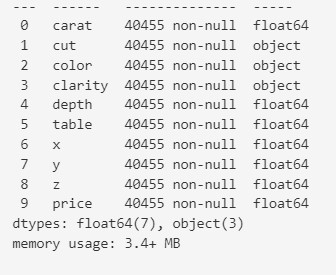 ---  ------   --------------  -----
 0   carat    40455 non-null  float64
 1   cut      40455 non-null  object
 2   color    40455 non-null  object
 3   clarity  40455 non-null  object
 4   depth    40455 non-null  float64
 5   table    40455 non-null  float64
 6   x        40455 non-null  float64
 7   y        40455 non-null  float64
 8   z        40455 non-null  float64
 9   price    40455 non-null  float64
dtypes: float64(7), object(3)
memory usage: 3.4+ MB